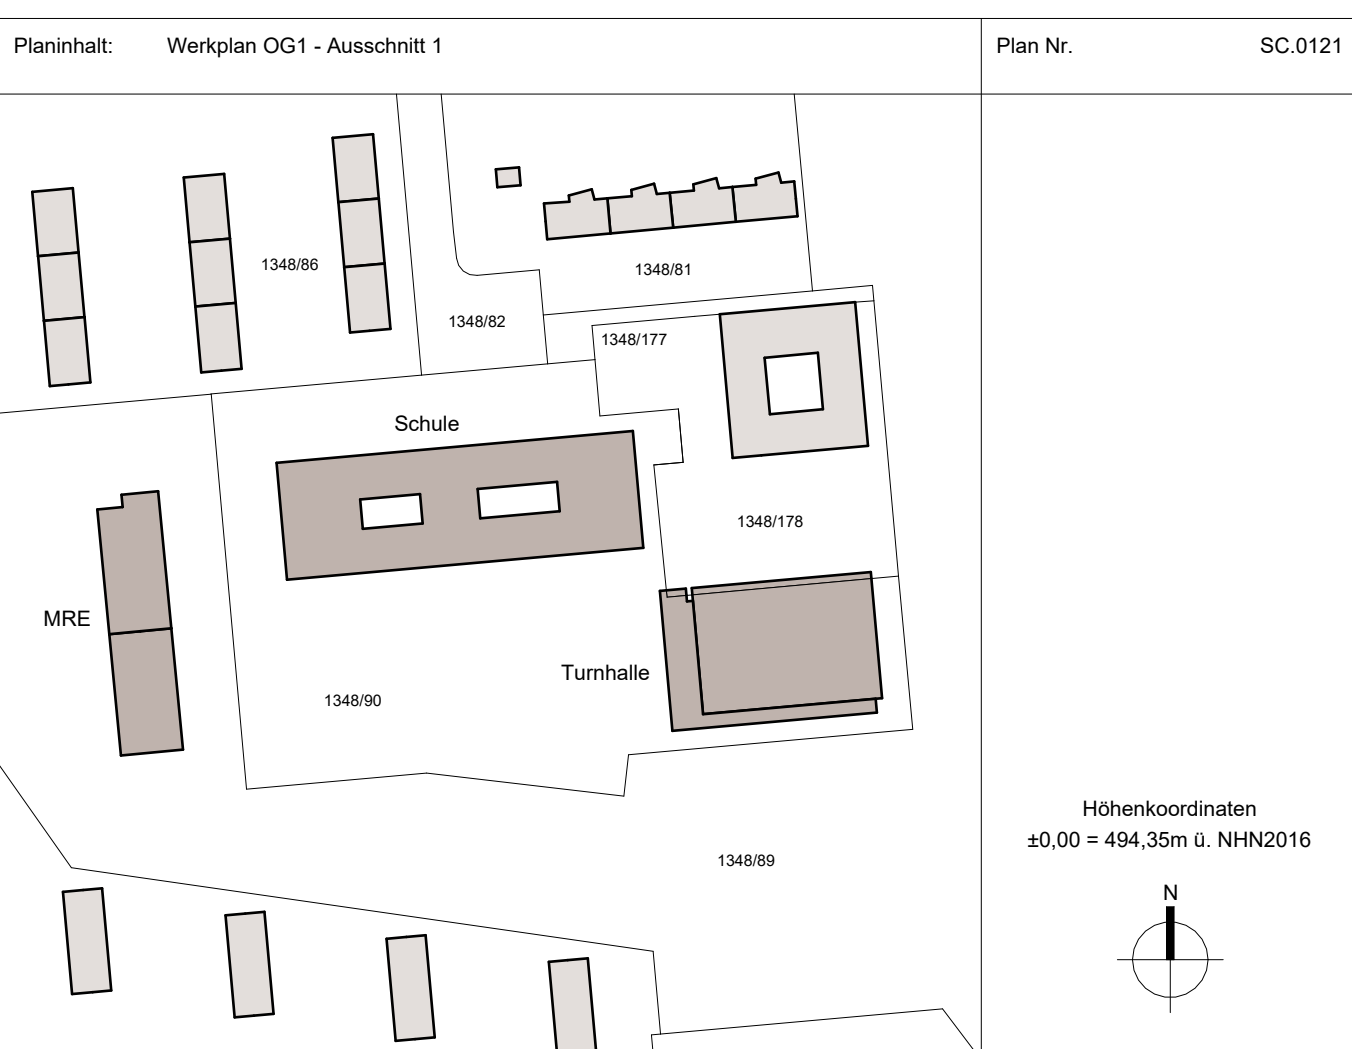 Planinhalt: Werkplan OG1 - Ausschnitt 1
Plan Nr. SC.0121
1348/86
1348/81
1348/82
1348/177
Schule
1348/178
MRE
Turnhalle
1348/90
Höhenkoordinaten
±0,00 = 494,35m ü. NHN2016
1348/89
N